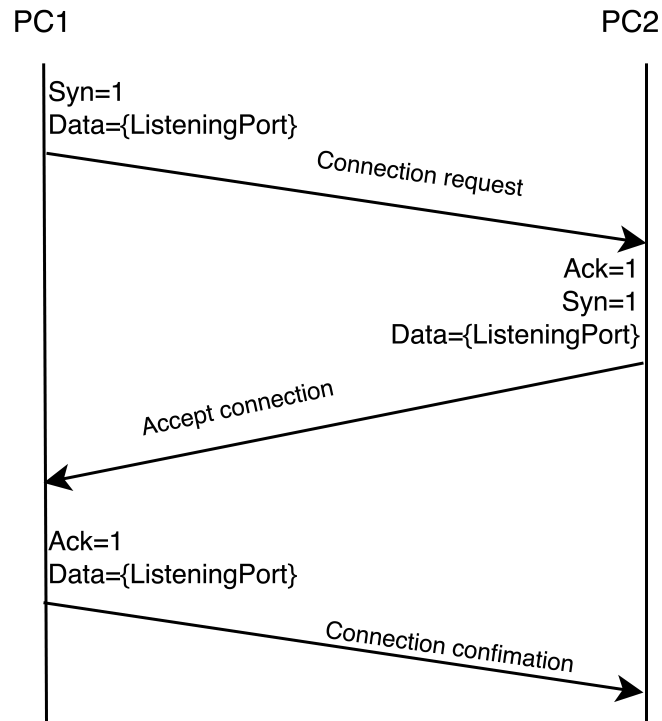 PC1
PC2
Syn=1
Data={ListeningPort}
Connection request
Ack=1
Syn=1
Data={ListeningPort}
Accept connection
Ack=1
Data={ListeningPort}
Connection confimation